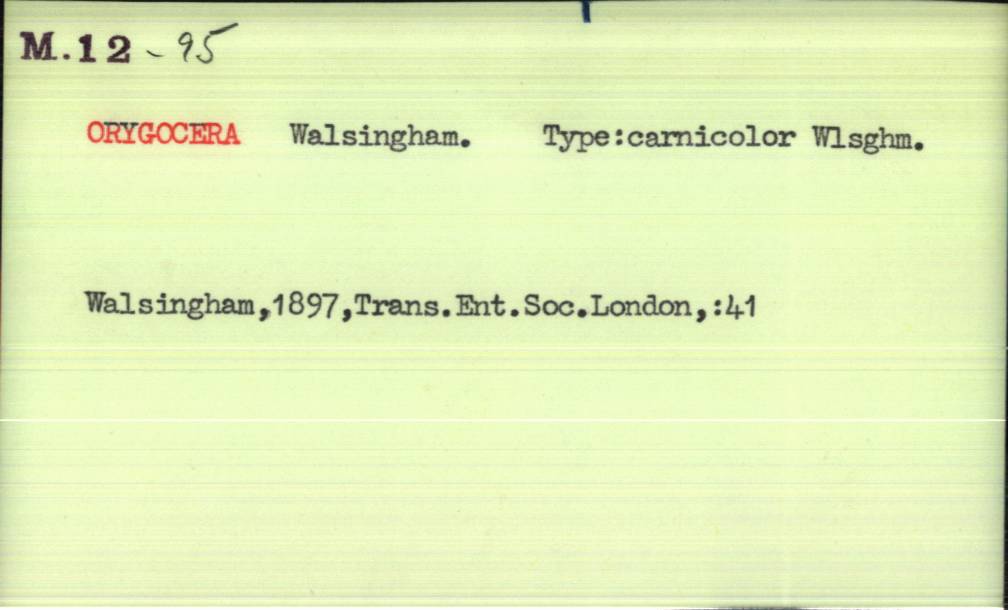 M.12 - 95
ORYGOCERA Walsingham. Type:carnicolor Wlsghm.
Walsingham,1897,Trans.Ent.Soc.London,:41